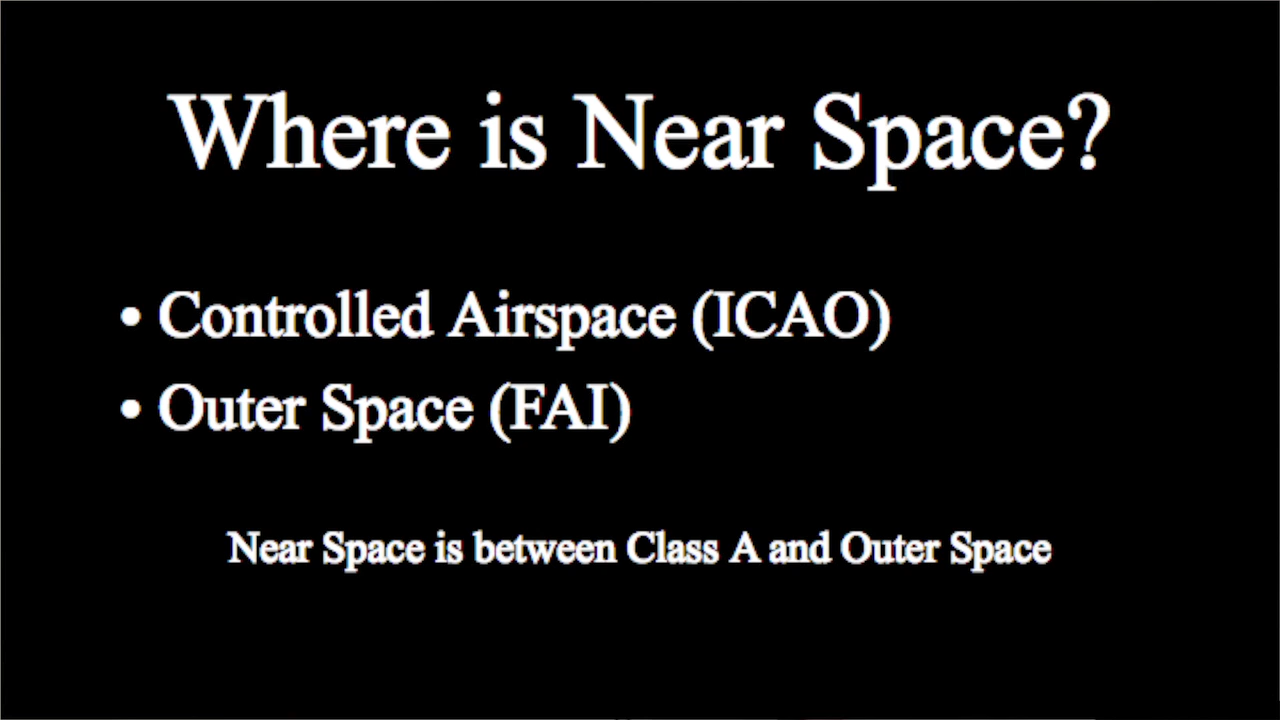 Where is Near Space?
• Controlled Airspace (ICAO)
• Outer Space (FAI)
Near Space is between Class A and Outer Space